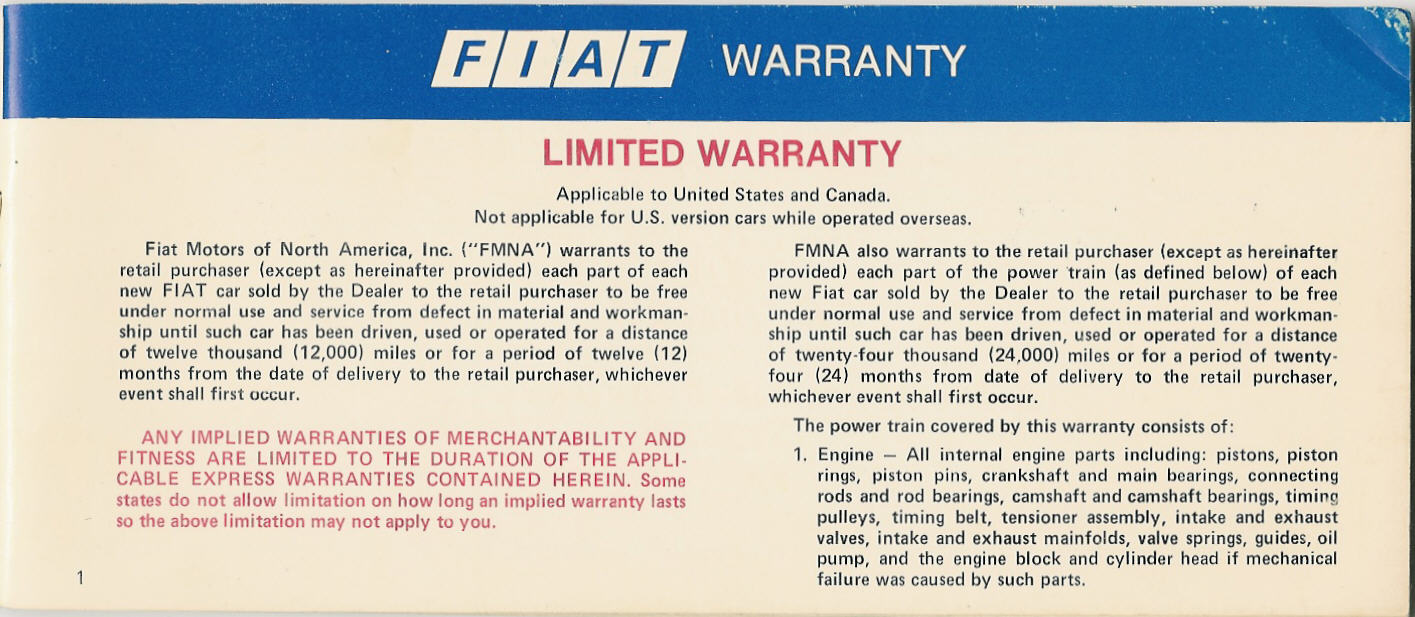 FIAT WARRANTY
LIMITED WARRANTY
Applicable to United States and Canada.
Not applicable for U.S. version cars while operated overseas.
Fiat Motors of North America, Inc. ("FMNA") warrants to the
retail purchaser (except as hereinafter provided) each part of each
new FIAT car sold by the Dealer to the retail purchaser to be free
under normal use and service from defect in material and workman-
ship until such car has been driven, used or operated for a distance
of twelve thousand (12,000) miles or for a period of twelve (12)
months from the date of delivery to the retail purchaser, whichever
event shall first occur.
ANY IMPLIED WARRANTIES OF MERCHANTABILITY AND
FITNESS ARE LIMITED TO THE DURATION OF THE APPLI-
CABLE EXPRESS WARRANTIES CONTAINED HEREIN. Some
states do not allow limitation on how long an implied warranty lasts
so the above limitation may not apply to you.
1
FMNA also warrants to the retail purchaser (except as hereinafter
provided) each part of the power train (as defined below) of each
new Fiat car sold by the Dealer to the retail purchaser to be free
under normal use and service from defect in material and workman-
ship until such car has been driven, used or operated for a distance
of twenty-four thousand (24,000) miles or for a period of twenty-
four (24) months from date of delivery to the retail purchaser,
whichever event shall first occur.
The power train covered by this warranty consists of:
1. Engine — All internal engine parts including: pistons, piston
rings, piston pins, crankshaft and main bearings, connecting
rods and rod bearings, camshaft and camshaft bearings, timing
pulleys, timing belt, tensioner assembly, intake and exhaust
valves, intake and exhaust mainfolds, valve springs, guides, oil
pump, and the engine block and cylinder head if mechanical
failure was caused by such parts.